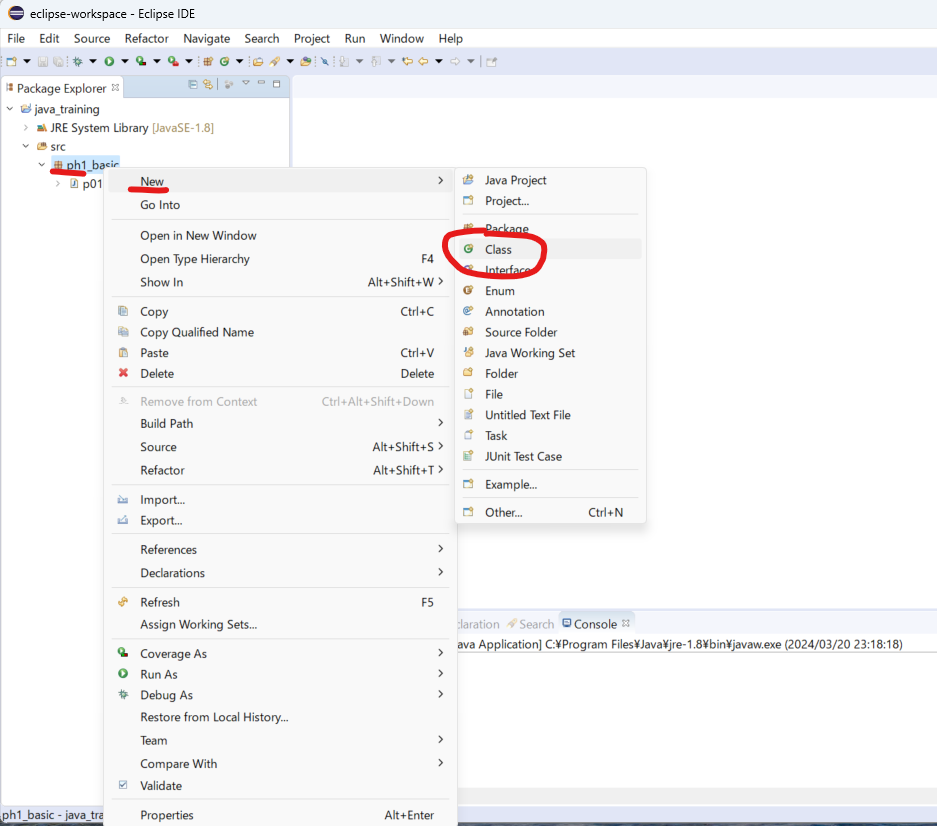 eclipse-workspace - Eclipse IDE
File Edit Source Refactor Navigate Search Project Run Window Help
Package Explorer
java_training
JRE System Library [JavaSE-1.8]
src
ph1_basic
p01
New
Go Into
Open in New Window
Open Type Hierarchy F4
Show In Alt+Shift+W
Copy Ctrl+C
Copy Qualified Name
Paste Ctrl+V
Delete Delete
Remove from Context Ctrl+Alt+Shift+Down
Build Path
Source Alt+Shift+S
Refactor Alt+Shift+T
Import...
Export...
References
Declarations
Refresh F5
Assign Working Sets...
Coverage As
Run As
Debug As
Restore from Local History...
Team
Compare With
Validate
Properties Alt+Enter
Java Project
Project...
Package
Class
Interface
Enum
Annotation
Source Folder
Java Working Set
Folder
File
Untitled Text File
Task
JUnit Test Case
Example...
Other... Ctrl+N
laration Search Console
ava Application] C:¥Program Files¥Java¥jre-1.8¥bin¥javaw.exe (2024/03/20 23:18:18)
ph1_basic - java_tra